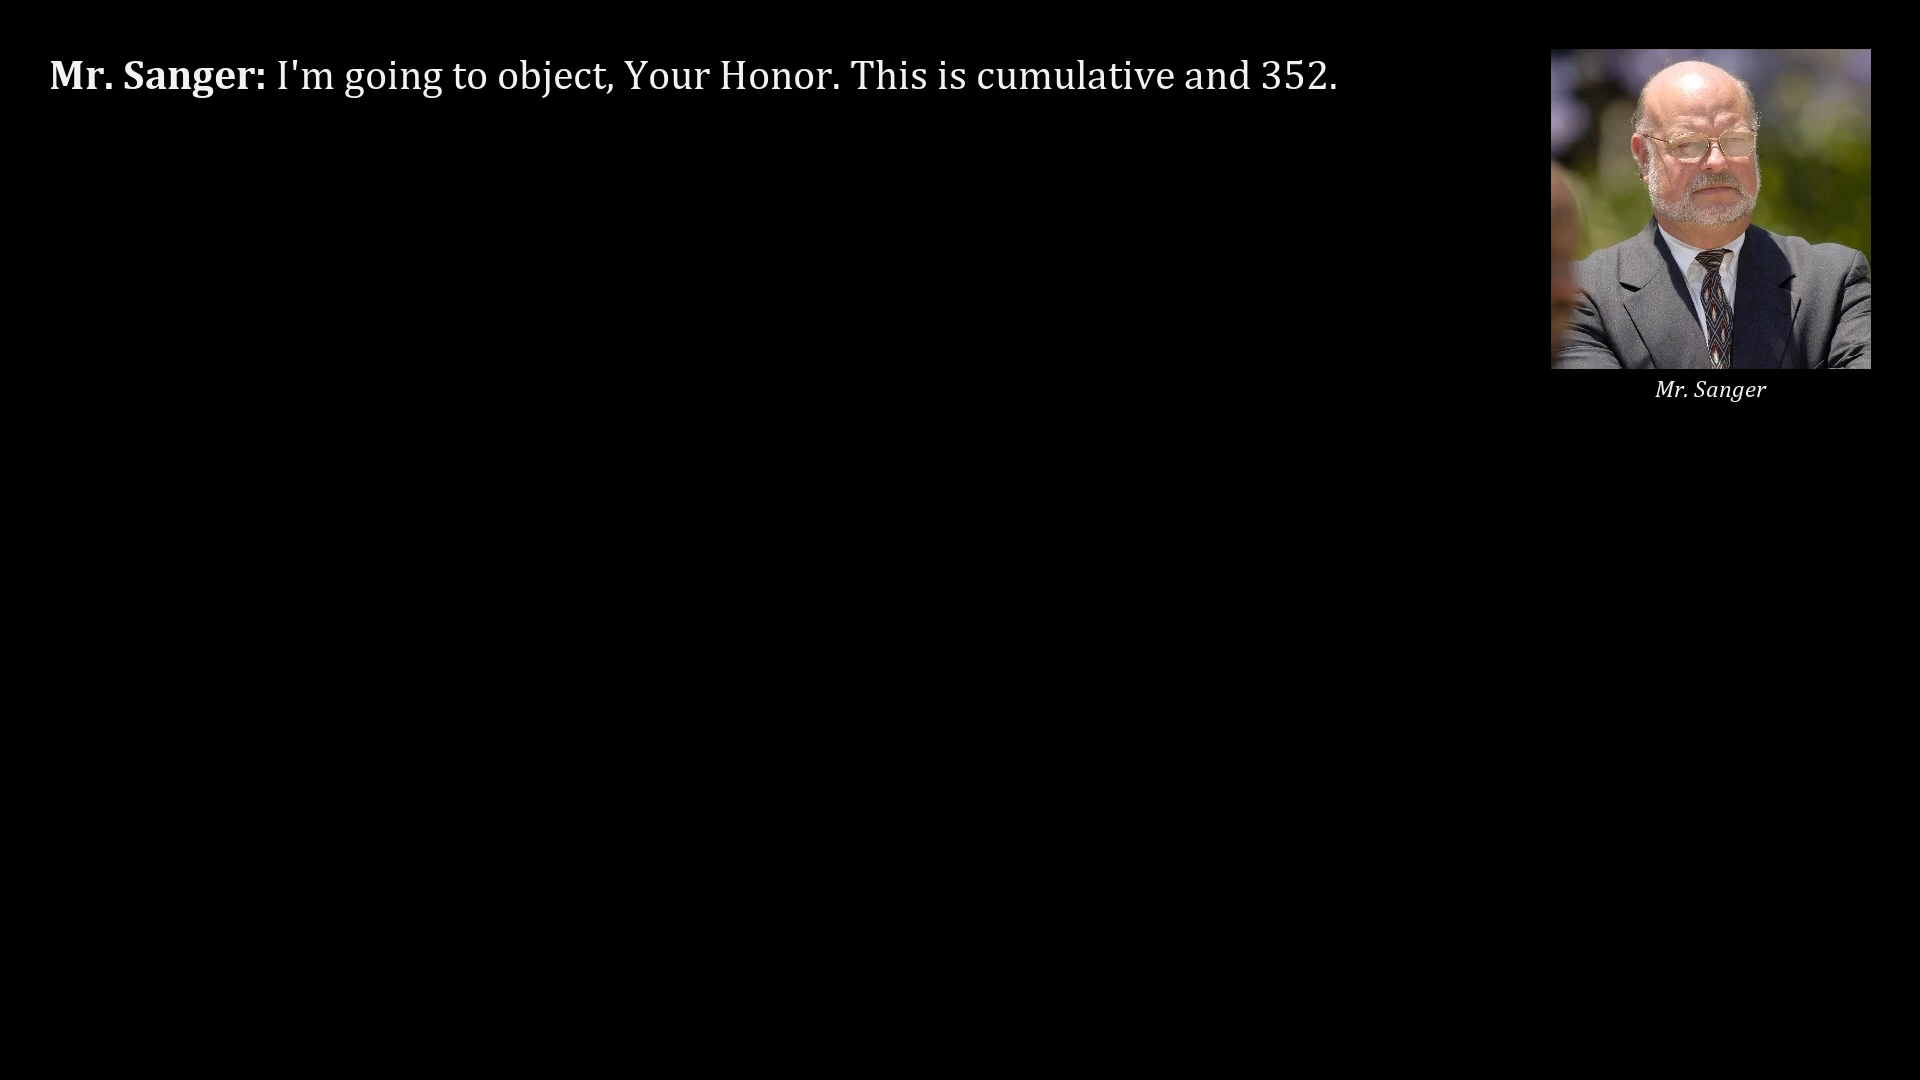 Mr. Sanger: I'm going to object, Your Honor. This is cumulative and 352.
Mr. Sanger